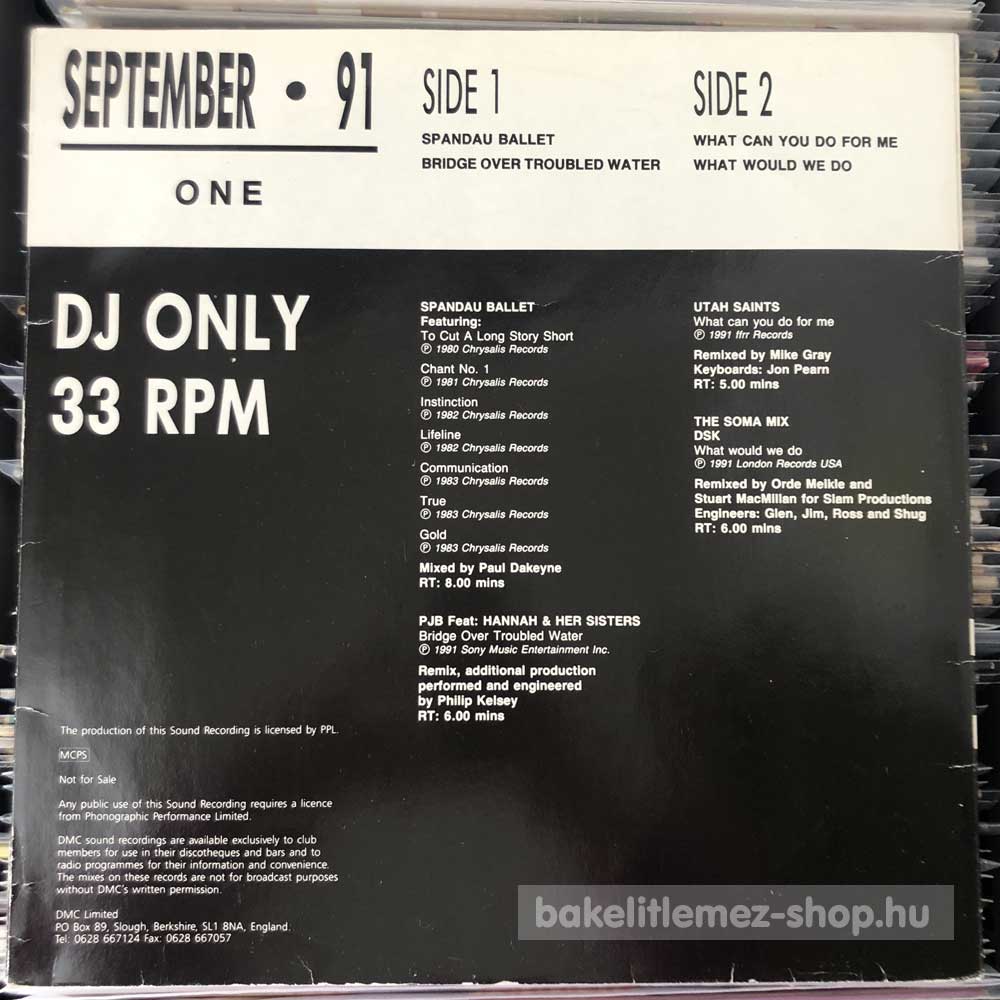 SEPTEMBER • 91
ONE
SIDE 1
SPANDAU BALLET
BRIDGE OVER TROUBLED WATER
SIDE 2
WHAT CAN YOU DO FOR ME
WHAT WOULD WE DO
DJ ONLY
33 RPM
SPANDAU BALLET
Featuring:
To Cut A Long Story Short
℗ 1980 Chrysalis Records
Chant No. 1
℗ 1981 Chrysalis Records
Instinction
℗ 1982 Chrysalis Records
Lifeline
℗ 1982 Chrysalis Records
Communication
℗ 1983 Chrysalis Records
True
℗ 1983 Chrysalis Records
Gold
℗ 1983 Chrysalis Records
Mixed by Paul Dakeyne
RT: 8.00 mins
PJB Feat: HANNAH & HER SISTERS
Bridge Over Troubled Water
℗ 1991 Sony Music Entertainment Inc.
Remix, additional production
performed and engineered
by Philip Kelsey
RT: 6.00 mins
UTAH SAINTS
What can you do for me
℗ 1991 ffrr Records
Remixed by Mike Gray
Keyboards: Jon Pearn
RT: 5.00 mins
THE SOMA MIX
DSK
What would we do
℗ 1991 London Records USA
Remixed by Orde Meikle and
Stuart MacMillan for Slam Productions
Engineers: Glen, Jim, Ross and Shug
RT: 6.00 mins
The production of this Sound Recording is licensed by PPL.
MCPS
Not for Sale
Any public use of this Sound Recording requires a licence
from Phonographic Performance Limited.
DMC sound recordings are available exclusively to club
members for use in their discotheques and bars and to
radio programmes for their information and convenience.
The mixes on these records are not for broadcast purposes
without DMC's written permission.
DMC Limited
PO Box 89, Slough, Berkshire, SL1 8NA, England.
Tel: 0628 667124 Fax: 0628 667057
bakelitlemez-shop.hu